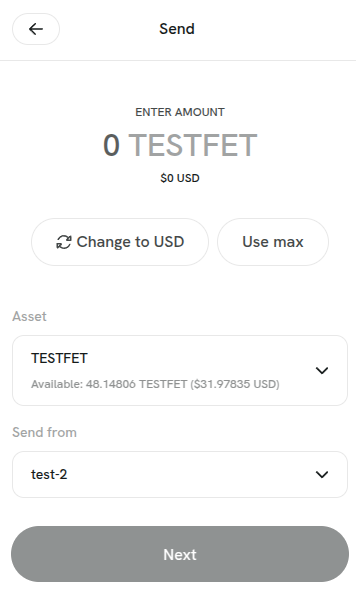 Send
ENTER AMOUNT
0 TESTFET
$0 USD
Change to USD
Use max
Asset
TESTFET
Available: 48.14806 TESTFET ($31.97835 USD)
Send from
test-2
Next